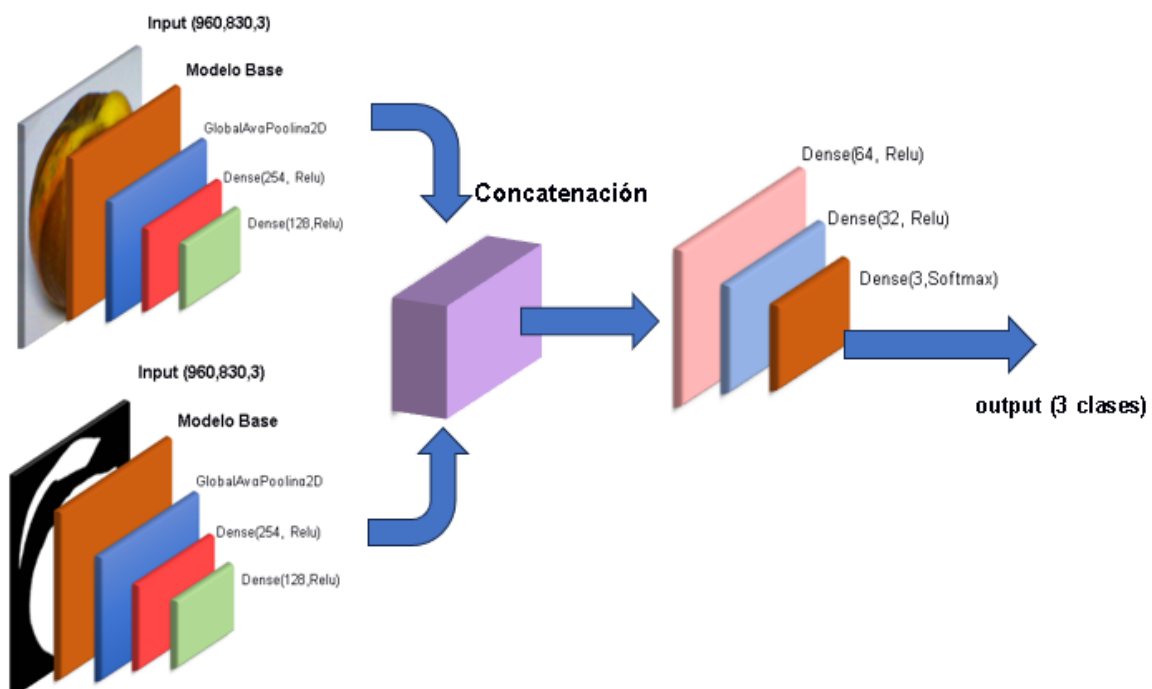 Input (960,830,3)
Modelo Base
GlobalAvgPooling2D
Dense(254, Relu)
Dense(128,Relu)
Input (960,830,3)
Modelo Base
GlobalAvgPooling2D
Dense(254, Relu)
Dense(128,Relu)
Concatenación
Dense(64, Relu)
Dense(32, Relu)
Dense(3,Softmax)
output (3 clases)